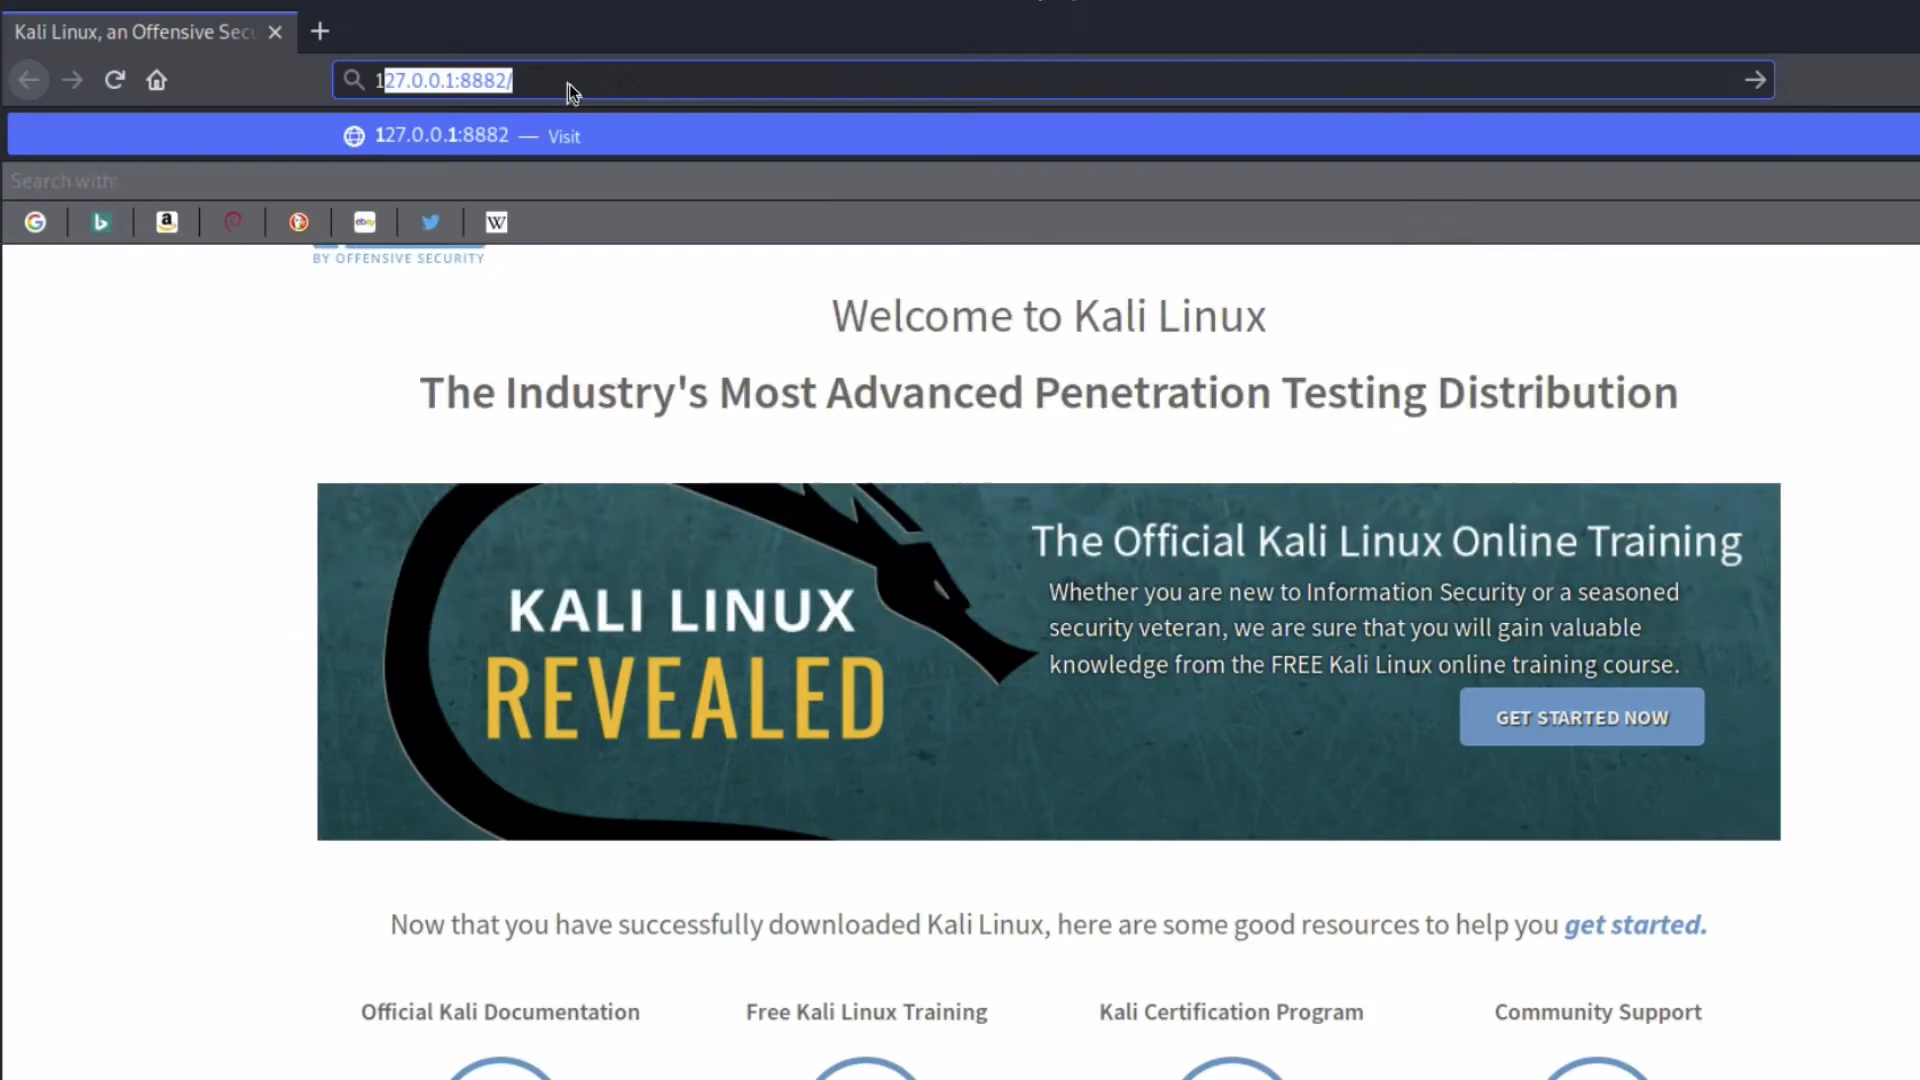 Kali Linux, an Offensive Secu
127.0.0.1:8882/
127.0.0.1:8882 — Visit
Search with:
BY OFFENSIVE SECURITY
Welcome to Kali Linux
The Industry's Most Advanced Penetration Testing Distribution
KALI LINUX
REVEALED
The Official Kali Linux Online Training
Whether you are new to Information Security or a seasoned
security veteran, we are sure that you will gain valuable
knowledge from the FREE Kali Linux online training course.
GET STARTED NOW
Now that you have successfully downloaded Kali Linux, here are some good resources to help you get started.
Official Kali Documentation
Free Kali Linux Training
Kali Certification Program
Community Support